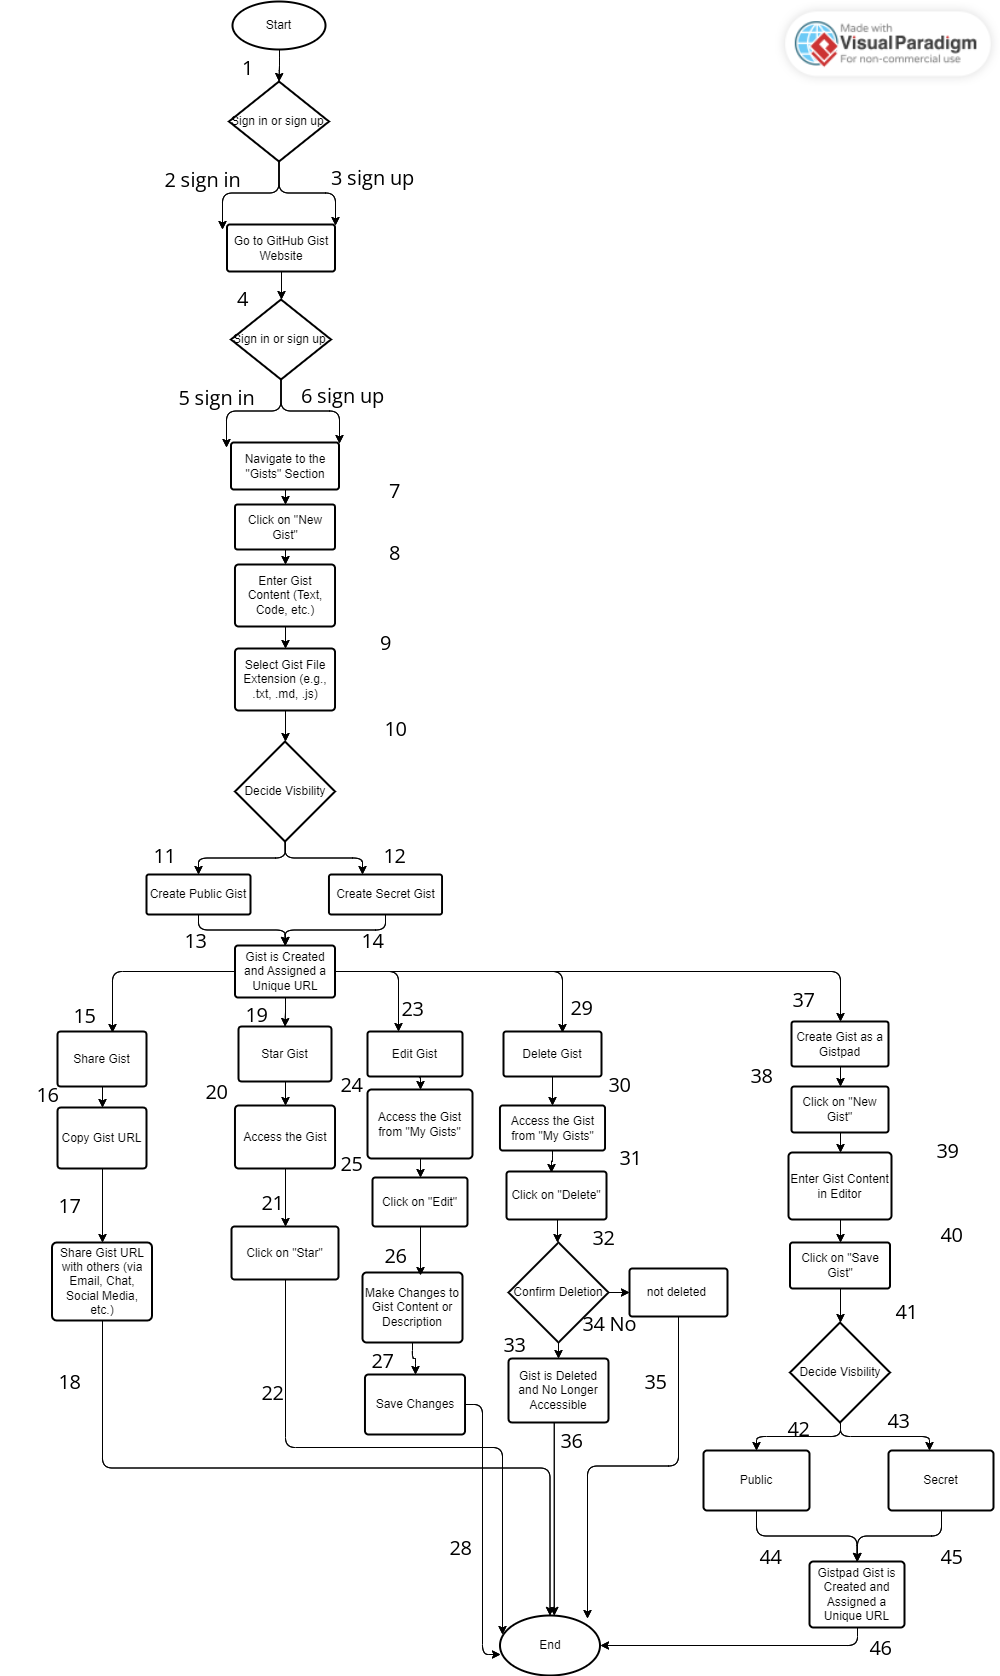 Start
Made with
Visual Paradigm
For non-commercial use
1
Sign in or sign up
2 sign in
3 sign up
Go to GitHub Gist
Website
4
Sign in or sign up
5 sign in
6 sign up
Navigate to the
"Gists" Section
7
Click on "New
Gist"
8
Enter Gist
Content (Text,
Code, etc.)
9
Select Gist File
Extension (e.g.,
.txt, .md, .js)
10
Decide Visbility
11
12
Create Public Gist
Create Secret Gist
13
14
Gist is Created
and Assigned a
Unique URL
15
Share Gist
16
Copy Gist URL
17
Share Gist URL
with others (via
Email, Chat,
Social Media,
etc.)
18
19
Star Gist
20
Access the Gist
21
Click on "Star"
22
23
Edit Gist
24
Access the Gist
from "My Gists"
25
Click on "Edit"
26
Make Changes to
Gist Content or
Description
27
Save Changes
28
29
Delete Gist
30
Access the Gist
from "My Gists"
31
Click on "Delete"
32
Confirm Deletion
not deleted
34 No
33
Gist is Deleted
and No Longer
Accessible
35
36
37
Create Gist as a
Gistpad
38
Click on "New
Gist"
39
Enter Gist Content
in Editor
40
Click on "Save
Gist"
41
Decide Visbility
42
43
Public
Secret
44
45
Gistpad Gist is
Created and
Assigned a
Unique URL
46
End